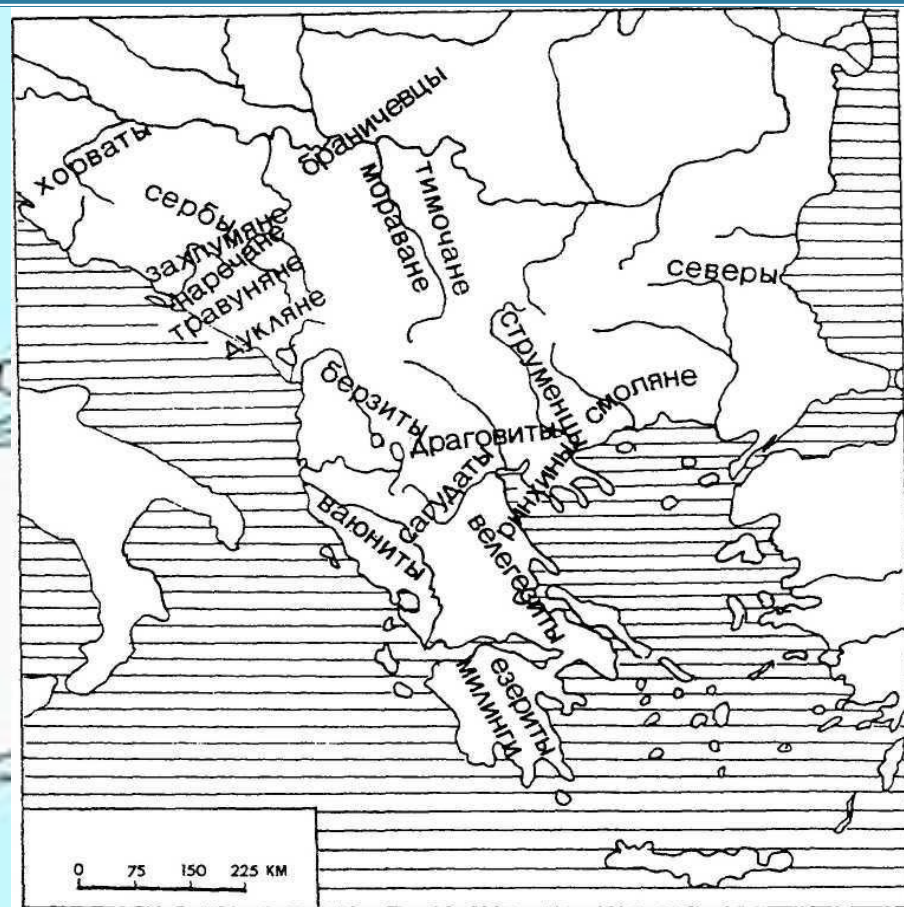 браничевцы
хорваты
мораване
тимочане
сербы
захлумяне
наречане
травуняне
дукляне
северы
струменцы
смоляне
берзиты
драговиты
сагудаты
ринхины
ваюниты
велегезиты
милинги
езериты
0 75 150 225 КМ